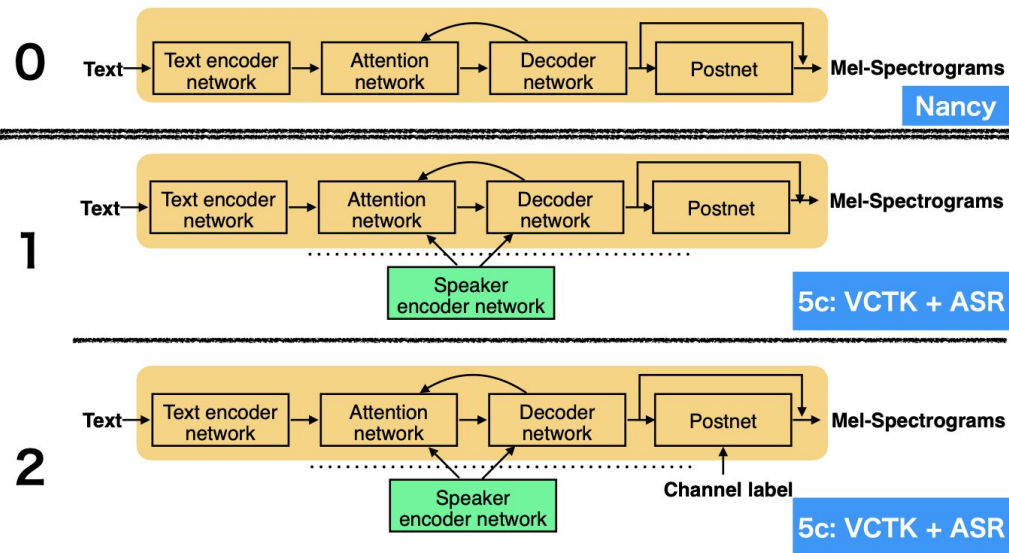 0
Text
Text encoder
network
Attention
network
Decoder
network
Postnet
Mel-Spectrograms
Nancy
1
Text
Text encoder
network
Attention
network
Decoder
network
Postnet
Mel-Spectrograms
Speaker
encoder network
5c: VCTK + ASR
2
Text
Text encoder
network
Attention
network
Decoder
network
Postnet
Mel-Spectrograms
Speaker
encoder network
Channel label
5c: VCTK + ASR